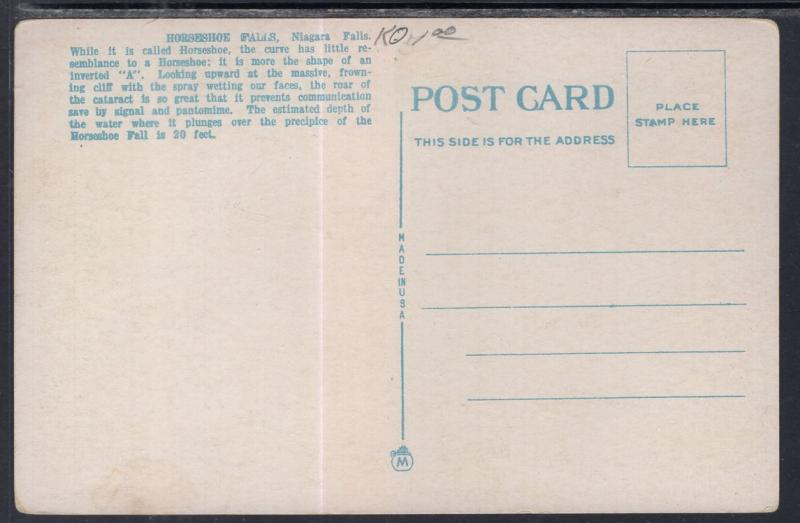 HORSESHOE FALLS, Niagara Falls.
While it is called Horseshoe, the curve has little re-
semblance to a Horseshoe: it is more the shape of an
inverted "A". Looking upward at the massive, frown-
ing cliff with the spray wetting our faces, the roar of
the cataract is so great that it prevents communication
save by signal and pantomime. The estimated depth of
the water where it plunges over the precipice of the
Horseshoe Fall is 20 feet.
POST CARD
THIS SIDE IS FOR THE ADDRESS
PLACE
STAMP HERE
MADE IN USA
M